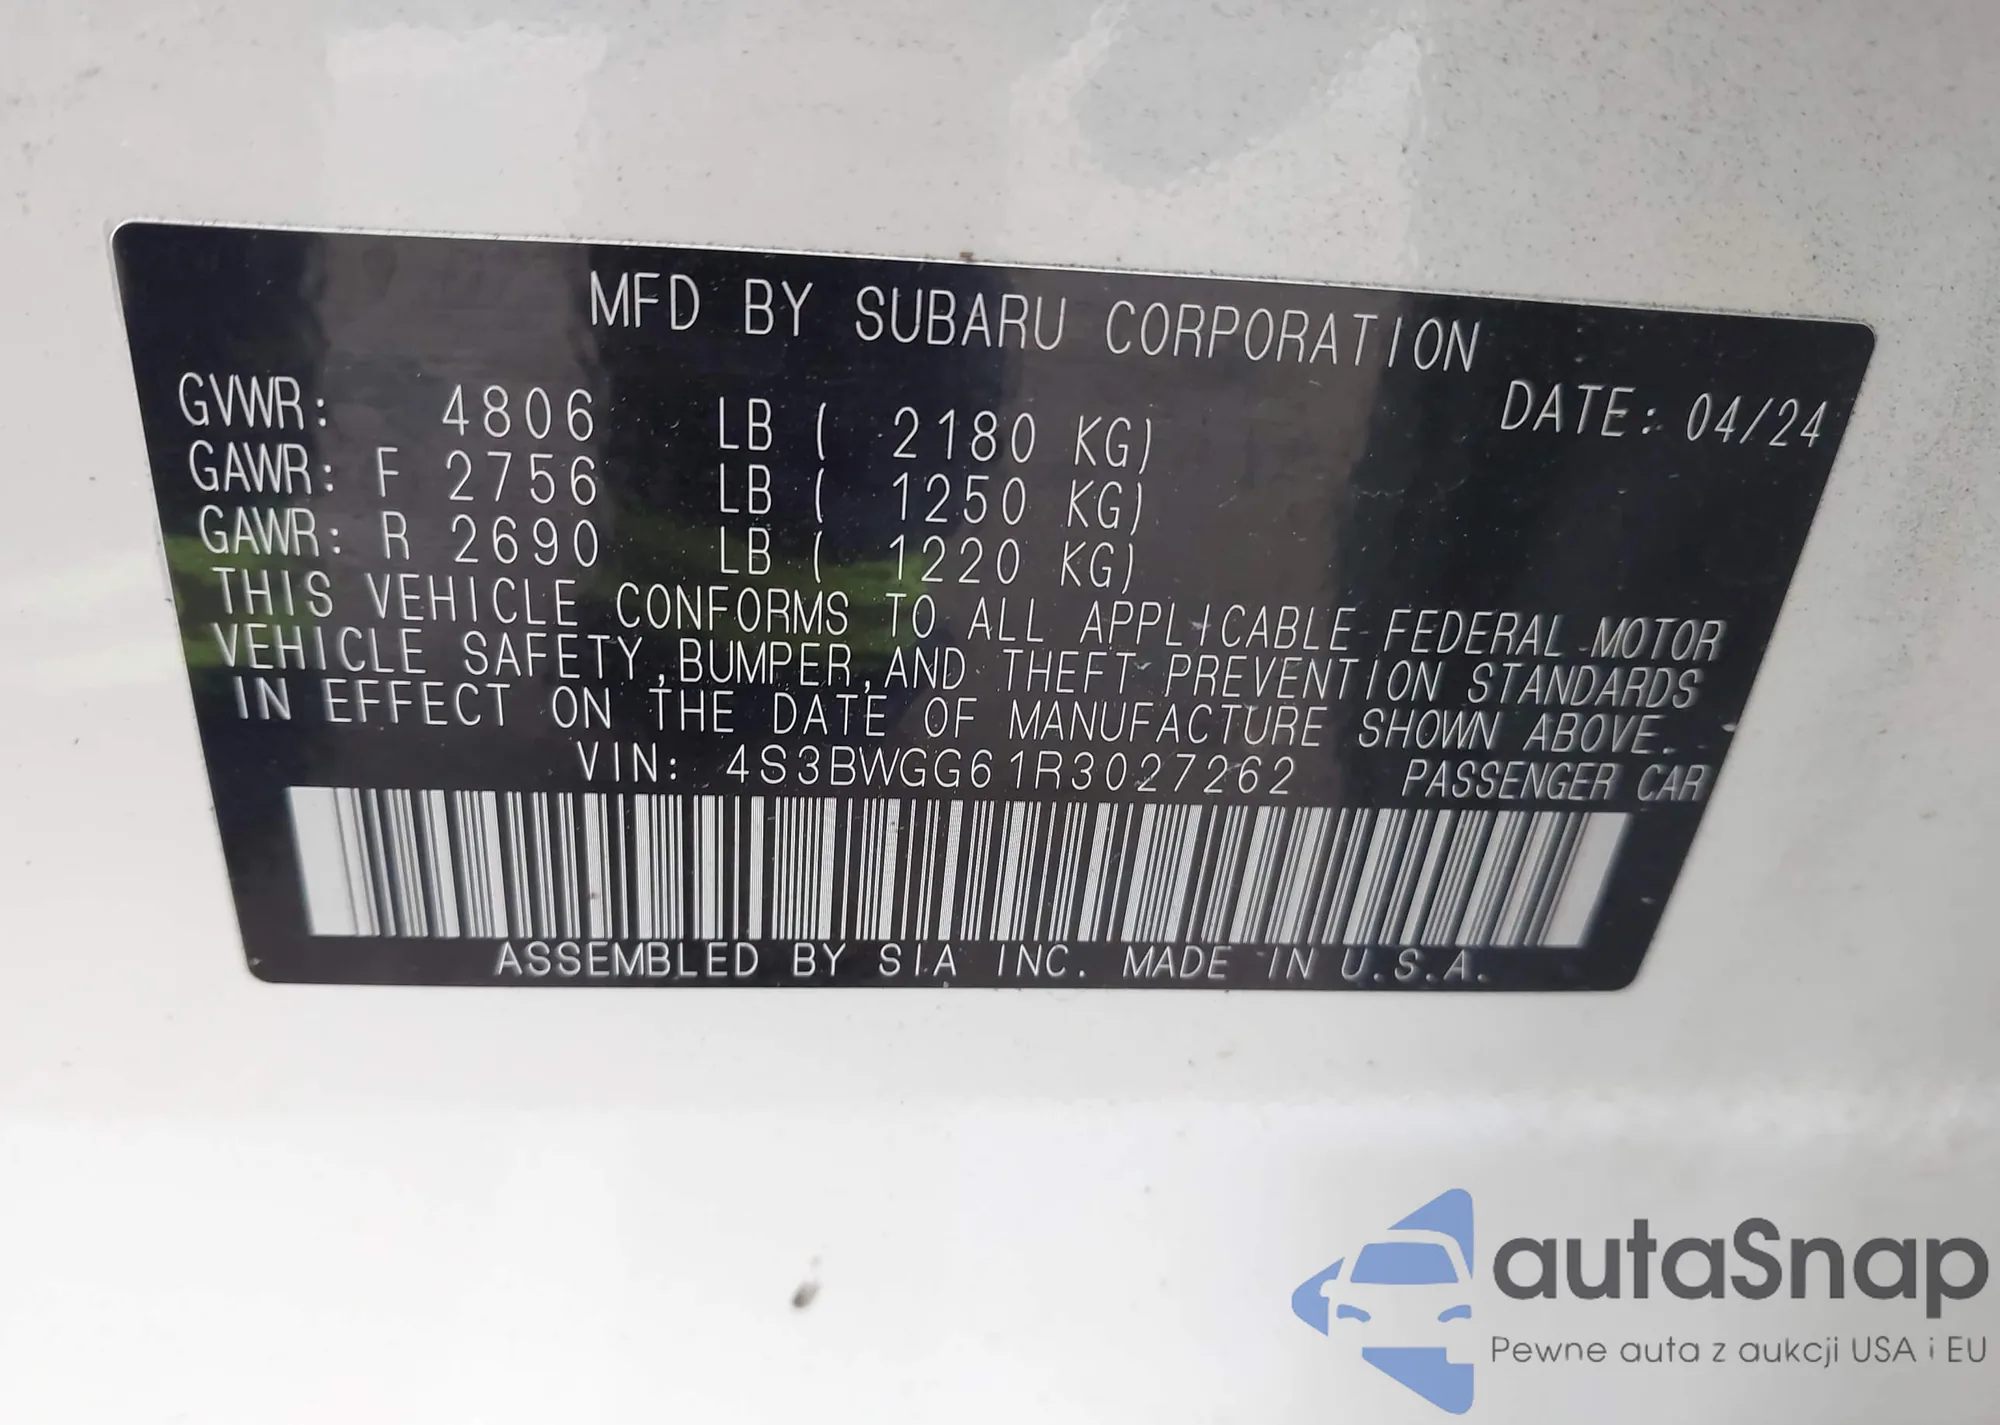 MFD BY SUBARU CORPORATION
DATE: 04/24
GVWR: 4806 LB ( 2180 KG)
GAWR: F 2756 LB ( 1250 KG)
GAWR: R 2690 LB ( 1220 KG)
THIS VEHICLE CONFORMS TO ALL APPLICABLE FEDERAL MOTOR
VEHICLE SAFETY,BUMPER,AND THEFT PREVENTION STANDARDS
IN EFFECT ON THE DATE OF MANUFACTURE SHOWN ABOVE.
VIN: 4S3BWGG61R3027262 PASSENGER CAR
ASSEMBLED BY SIA INC. MADE IN U.S.A.
autaSnap
Pewne auta z aukcji USA i EU